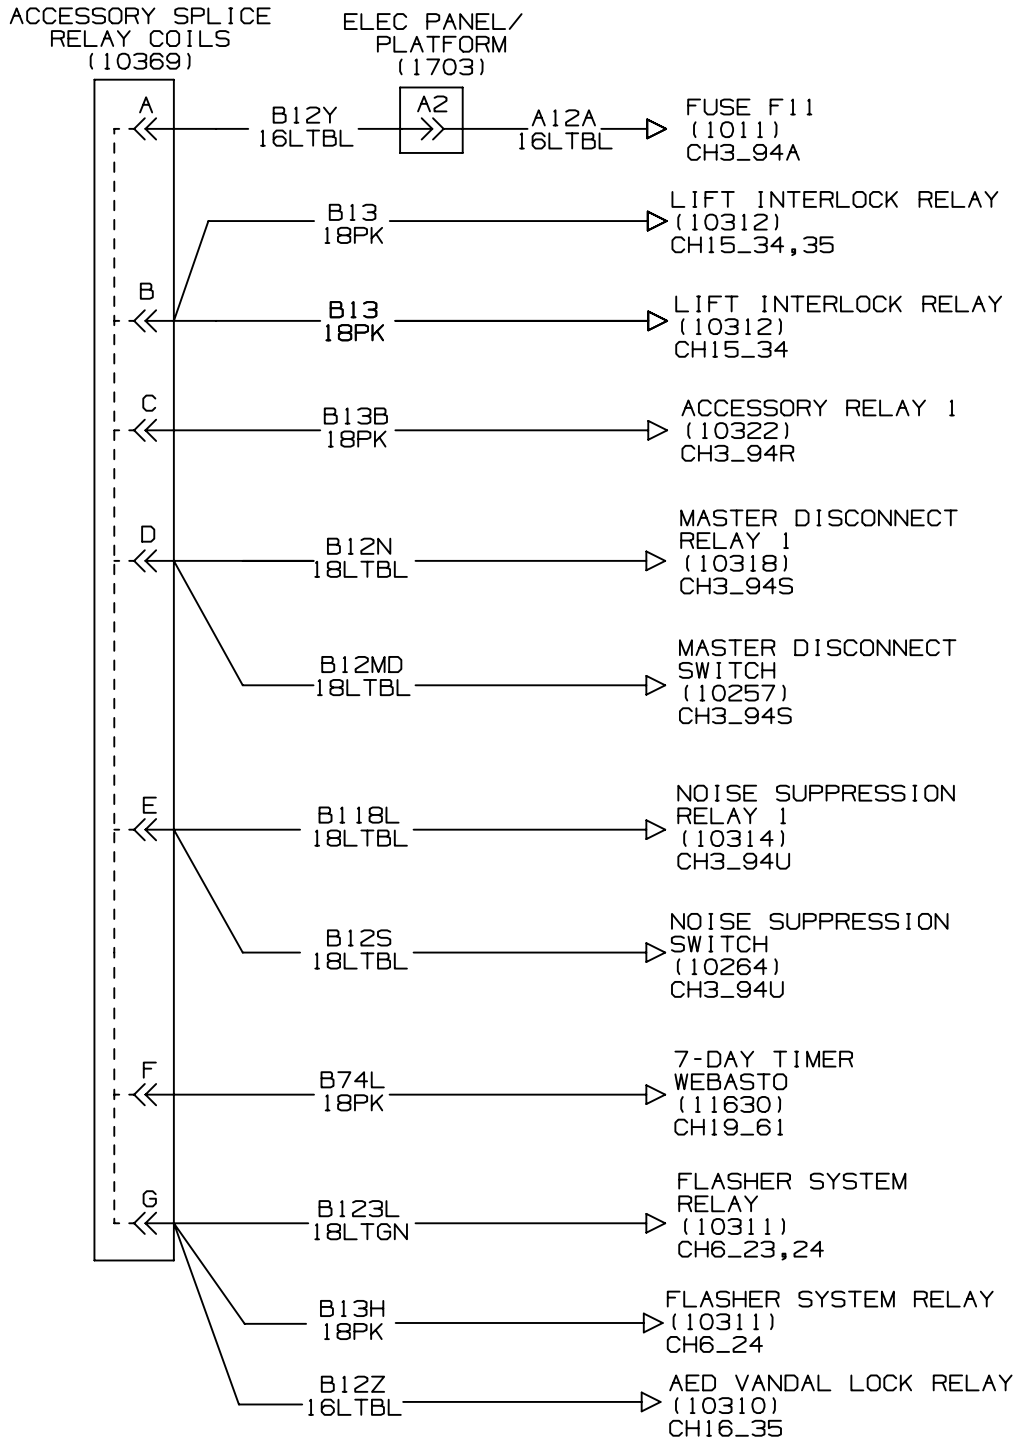 ACCESSORY SPLICE
RELAY COILS
(10369)
ELEC PANEL/
PLATFORM
(1703)
A
B12Y
16LTBL
A2
A12A
16LTBL
FUSE F11
(1011)
CH3_94A
B13
18PK
LIFT INTERLOCK RELAY
(10312)
CH15_34,35
B
B13
18PK
LIFT INTERLOCK RELAY
(10312)
CH15_34
C
B13B
18PK
ACCESSORY RELAY 1
(10322)
CH3_94R
D
B12N
18LTBL
MASTER DISCONNECT
RELAY 1
(10318)
CH3_94S
B12MD
18LTBL
MASTER DISCONNECT
SWITCH
(10257)
CH3_94S
E
B118L
18LTBL
NOISE SUPPRESSION
RELAY 1
(10314)
CH3_94U
B12S
18LTBL
NOISE SUPPRESSION
SWITCH
(10264)
CH3_94U
F
B74L
18PK
7-DAY TIMER
WEBASTO
(11630)
CH19_61
G
B123L
18LTGN
FLASHER SYSTEM
RELAY
(10311)
CH6_23,24
B13H
18PK
FLASHER SYSTEM RELAY
(10311)
CH6_24
B12Z
16LTBL
AED VANDAL LOCK RELAY
(10310)
CH16_35